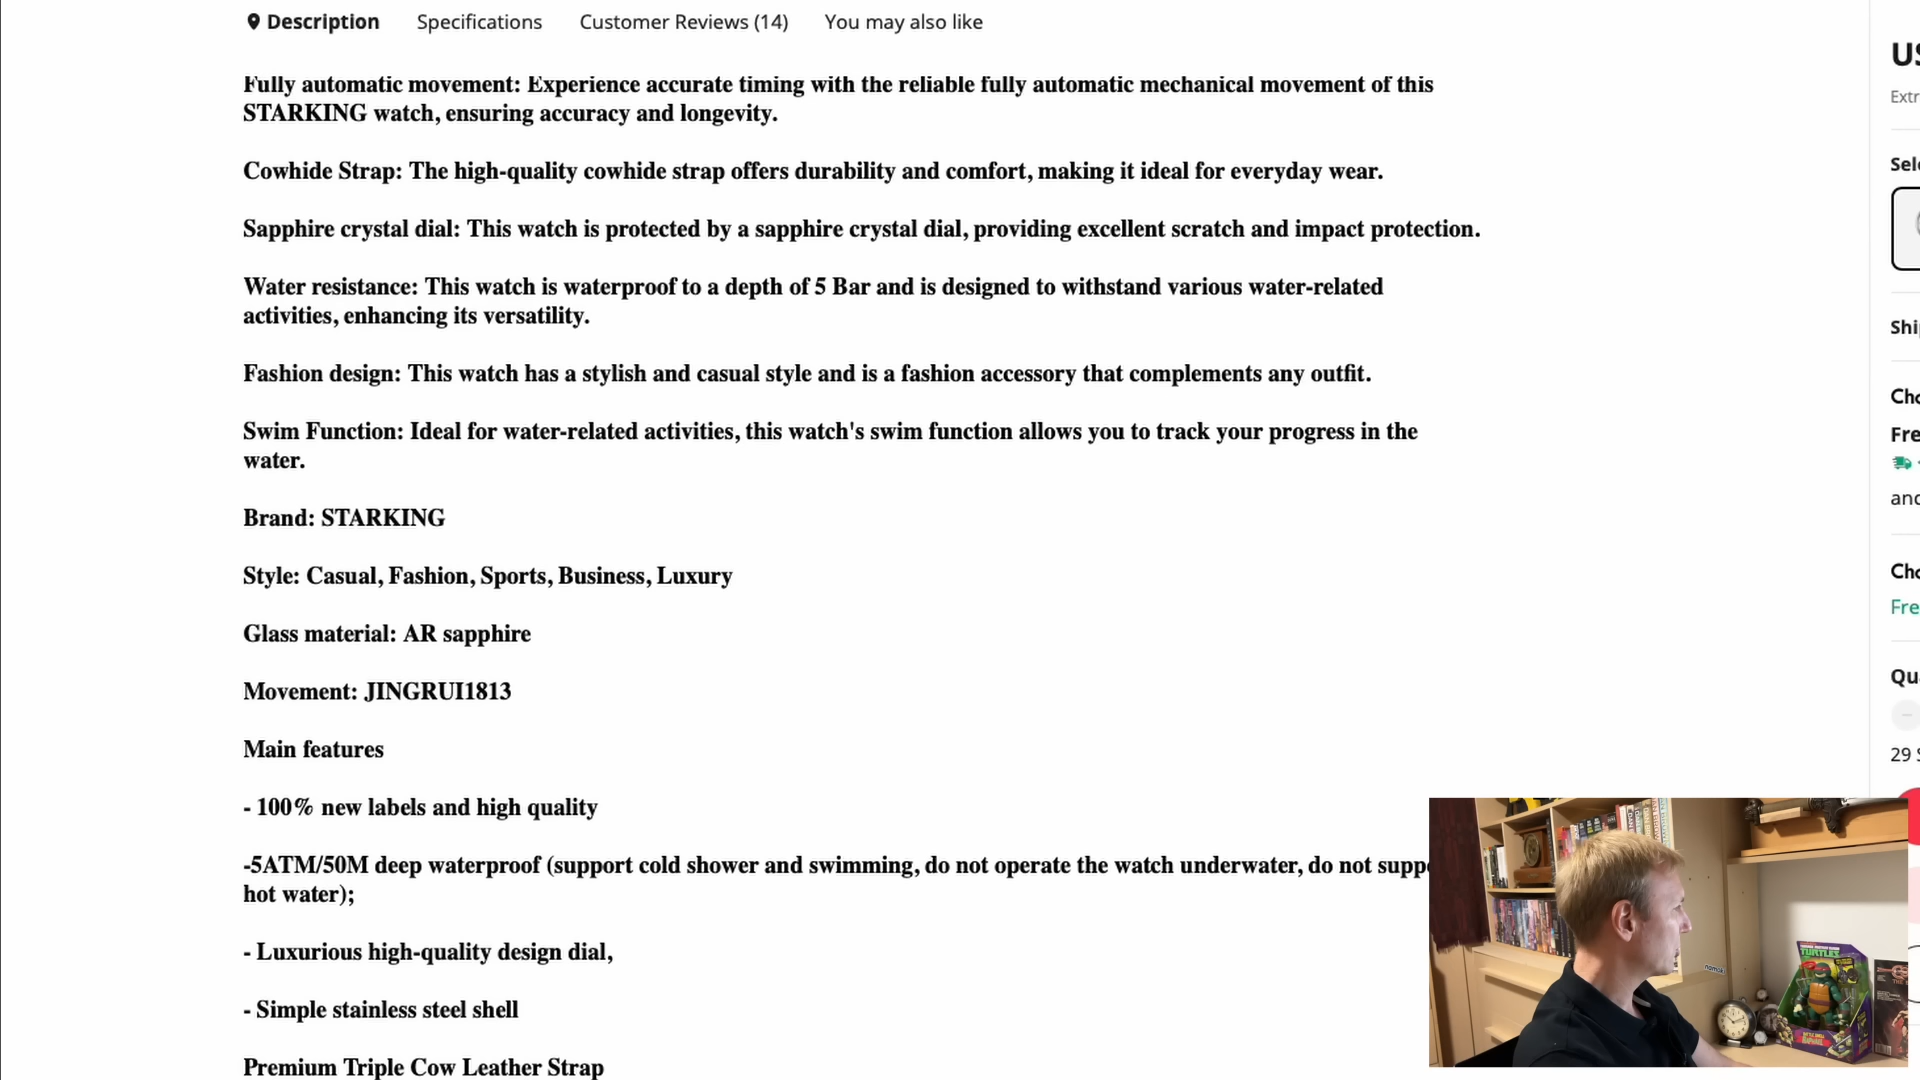 Description Specifications Customer Reviews (14) You may also like
Fully automatic movement: Experience accurate timing with the reliable fully automatic mechanical movement of this
STARKING watch, ensuring accuracy and longevity.
Cowhide Strap: The high-quality cowhide strap offers durability and comfort, making it ideal for everyday wear.
Sapphire crystal dial: This watch is protected by a sapphire crystal dial, providing excellent scratch and impact protection.
Water resistance: This watch is waterproof to a depth of 5 Bar and is designed to withstand various water-related
activities, enhancing its versatility.
Fashion design: This watch has a stylish and casual style and is a fashion accessory that complements any outfit.
Swim Function: Ideal for water-related activities, this watch's swim function allows you to track your progress in the
water.
Brand: STARKING
Style: Casual, Fashion, Sports, Business, Luxury
Glass material: AR sapphire
Movement: JINGRUI1813
Main features
- 100% new labels and high quality
-5ATM/50M deep waterproof (support cold shower and swimming, do not operate the watch underwater, do not suppo
hot water);
- Luxurious high-quality design dial,
- Simple stainless steel shell
Premium Triple Cow Leather Strap
US
Extr
Sele
Ship
Cho
Fre
and
Cho
Fre
Qua
29 S
TURTLES